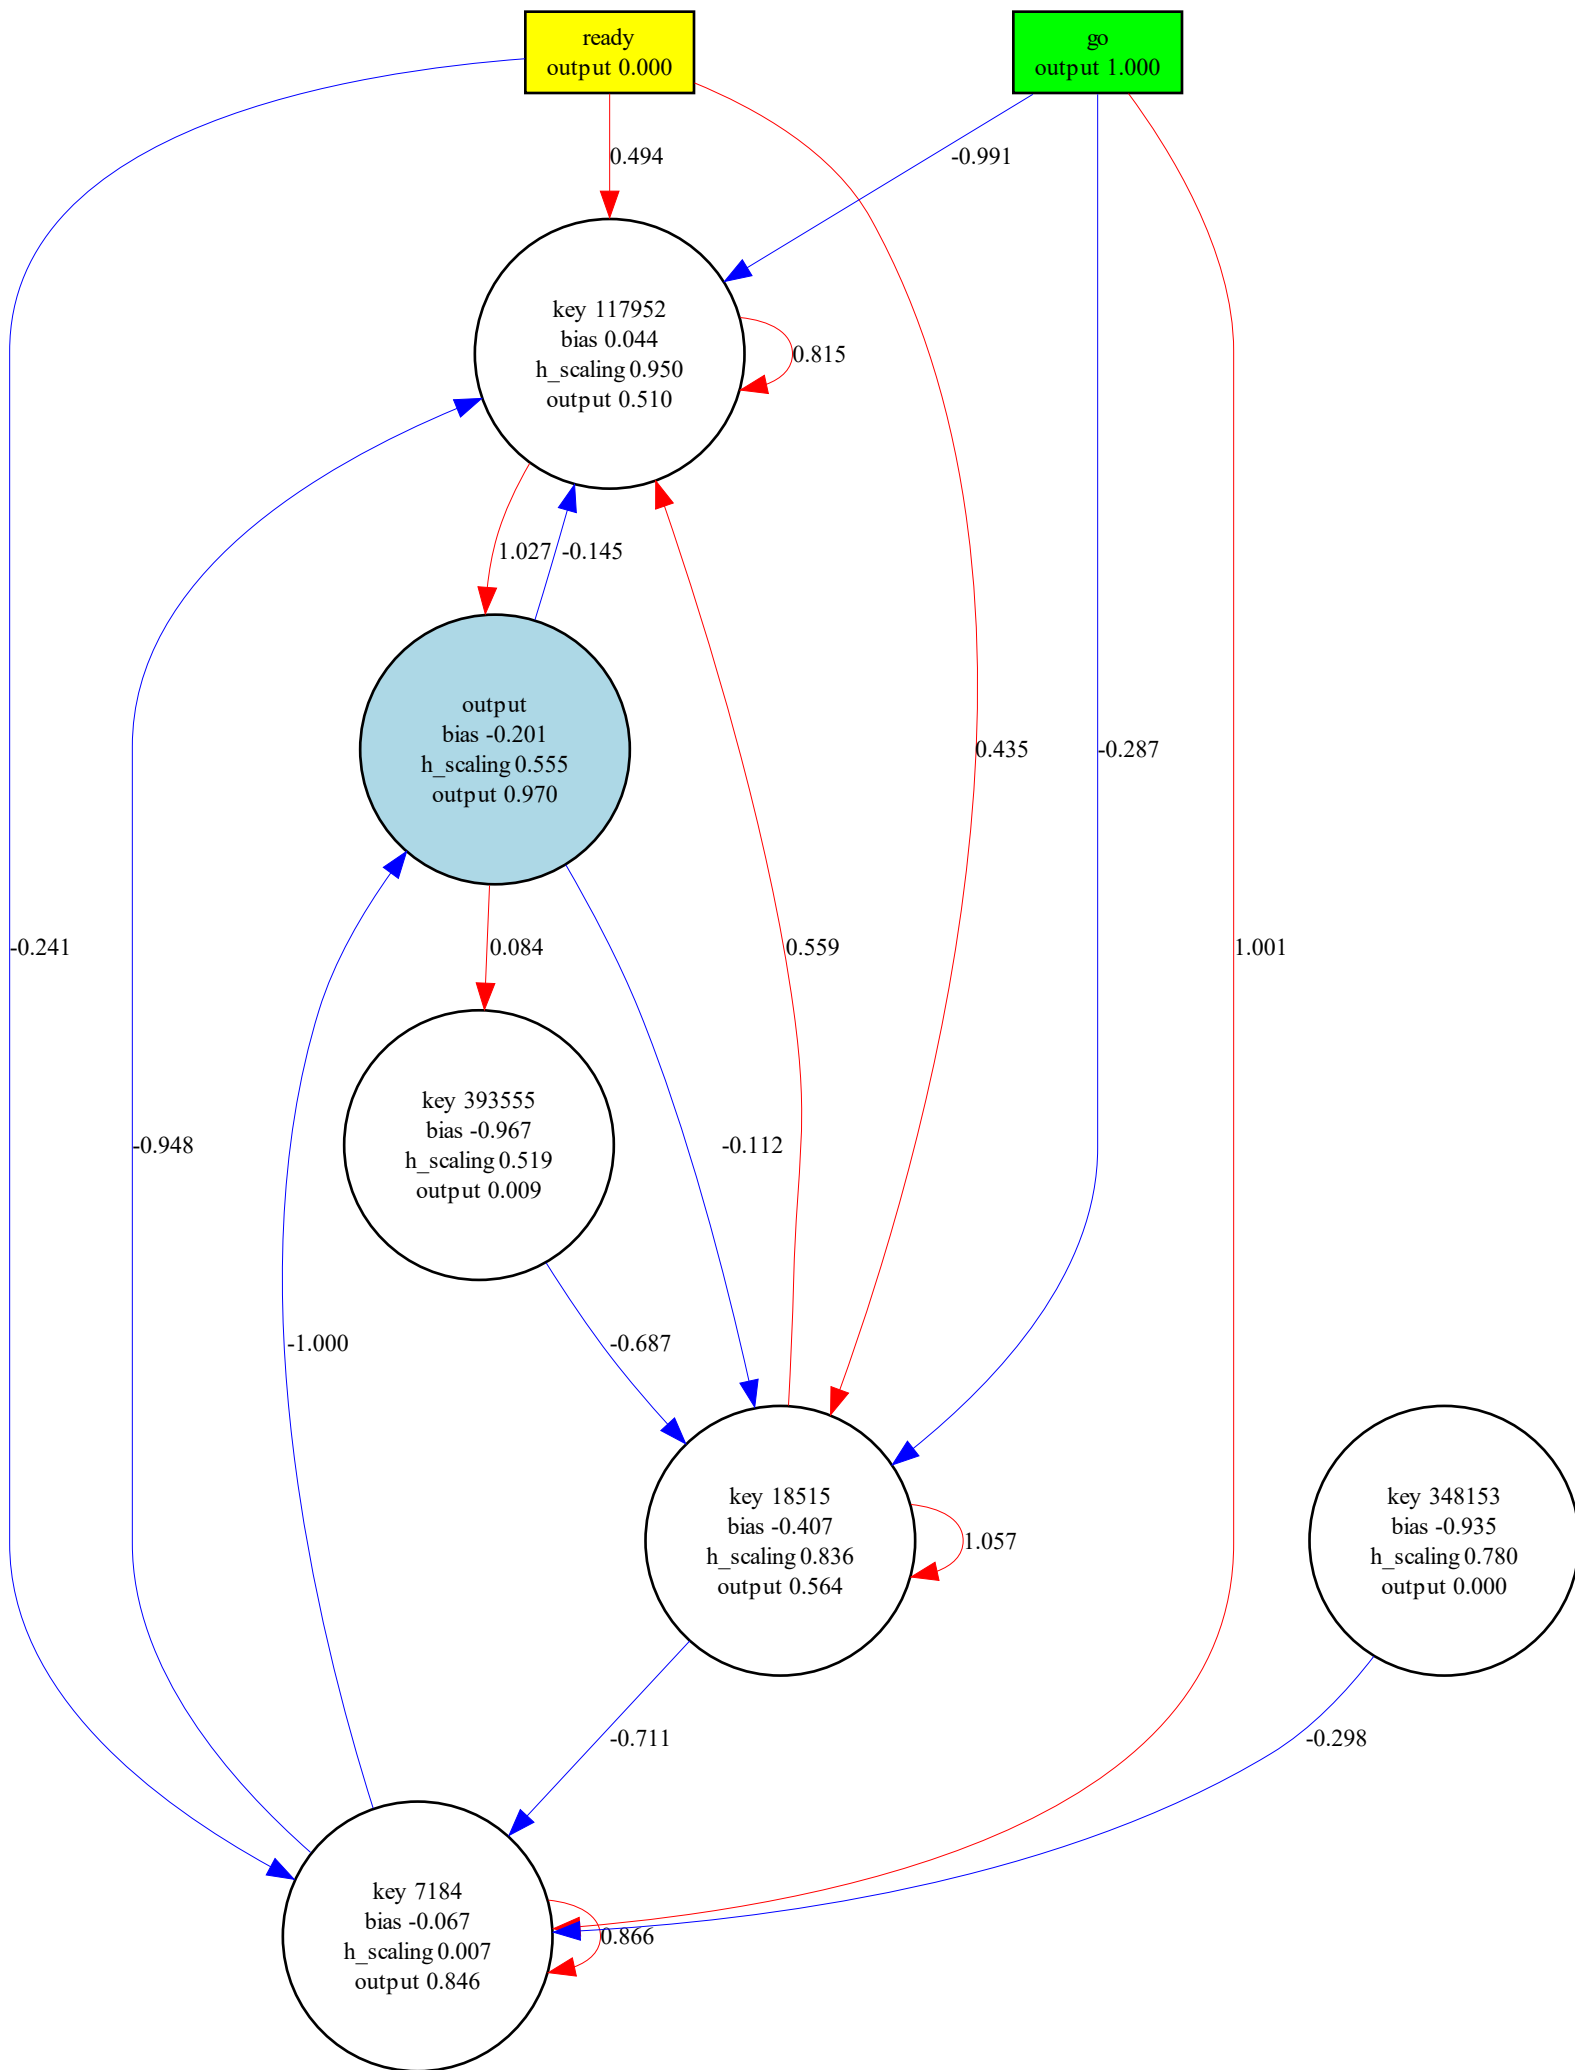 ready
output 0.000
go
output 1.000
0.494
-0.991
key 117952
bias 0.044
h_scaling 0.950
output 0.510
0.815
1.027
-0.145
output
bias -0.201
h_scaling 0.555
output 0.970
0.435
-0.287
-0.241
0.084
0.559
1.001
key 393555
bias -0.967
h_scaling 0.519
output 0.009
-0.948
-0.112
-1.000
-0.687
key 18515
bias -0.407
h_scaling 0.836
output 0.564
1.057
key 348153
bias -0.935
h_scaling 0.780
output 0.000
-0.711
-0.298
key 7184
bias -0.067
h_scaling 0.007
output 0.846
0.866